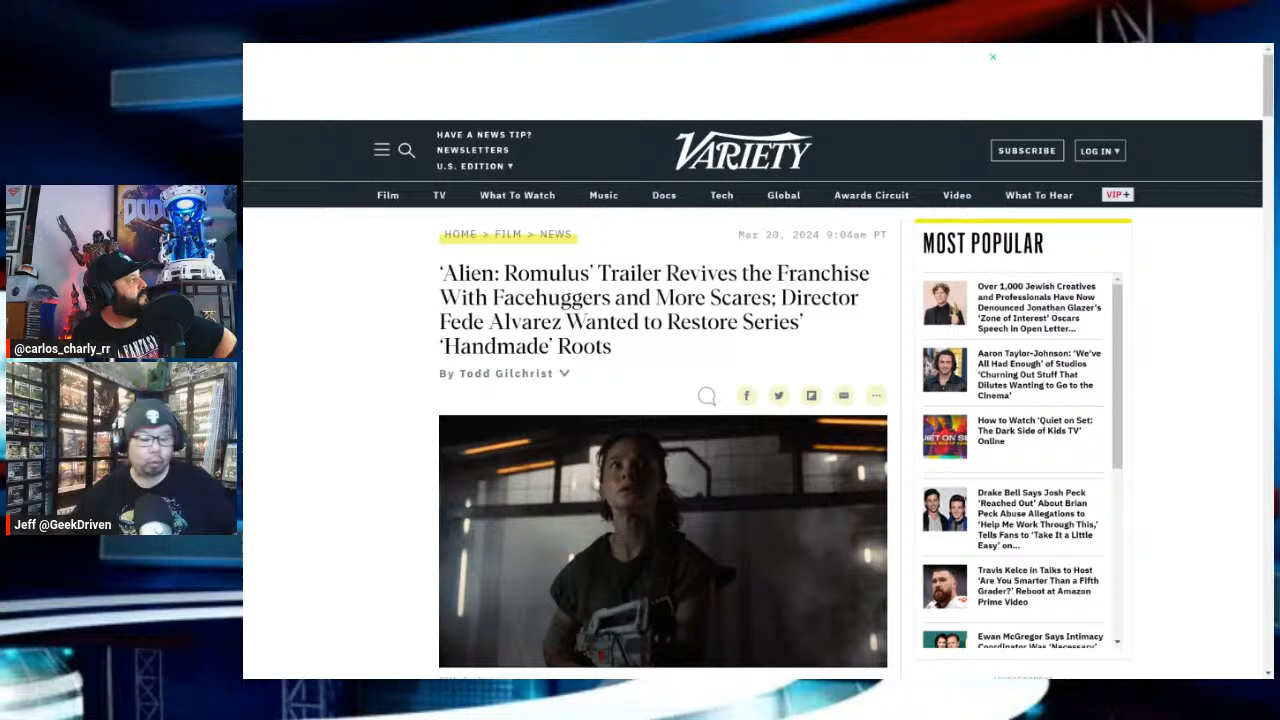 HAVE A NEWS TIP?
NEWSLETTERS
U.S. EDITION ▾
VARIETY
SUBSCRIBE
LOG IN ▾
Film TV What To Watch Music Docs Tech Global Awards Circuit Video What To Hear VIP+
HOME > FILM > NEWS
Mar 20, 2024 9:04am PT
‘Alien: Romulus’ Trailer Revives the Franchise
With Facehuggers and More Scares; Director
Fede Alvarez Wanted to Restore Series’
‘Handmade’ Roots
By Todd Gilchrist
MOST POPULAR
Over 1,000 Jewish Creatives
and Professionals Have Now
Denounced Jonathan Glazer’s
‘Zone of Interest’ Oscars
Speech in Open Letter...
Aaron Taylor-Johnson: ‘We’ve
All Had Enough’ of Studios
‘Churning Out Stuff That
Dilutes Wanting to Go to the
Cinema’
How to Watch ‘Quiet on Set:
The Dark Side of Kids TV’
Online
Drake Bell Says Josh Peck
‘Reached Out’ About Brian
Peck Abuse Allegations to
‘Help Me Work Through This,’
Tells Fans to ‘Take It a Little
Easy’ on...
Travis Kelce in Talks to Host
‘Are You Smarter Than a Fifth
Grader?’ Reboot at Amazon
Prime Video
Ewan McGregor Says Intimacy
Coordinator Was ‘Necessary’
@carlos_charly_rr
Jeff @GeekDriven